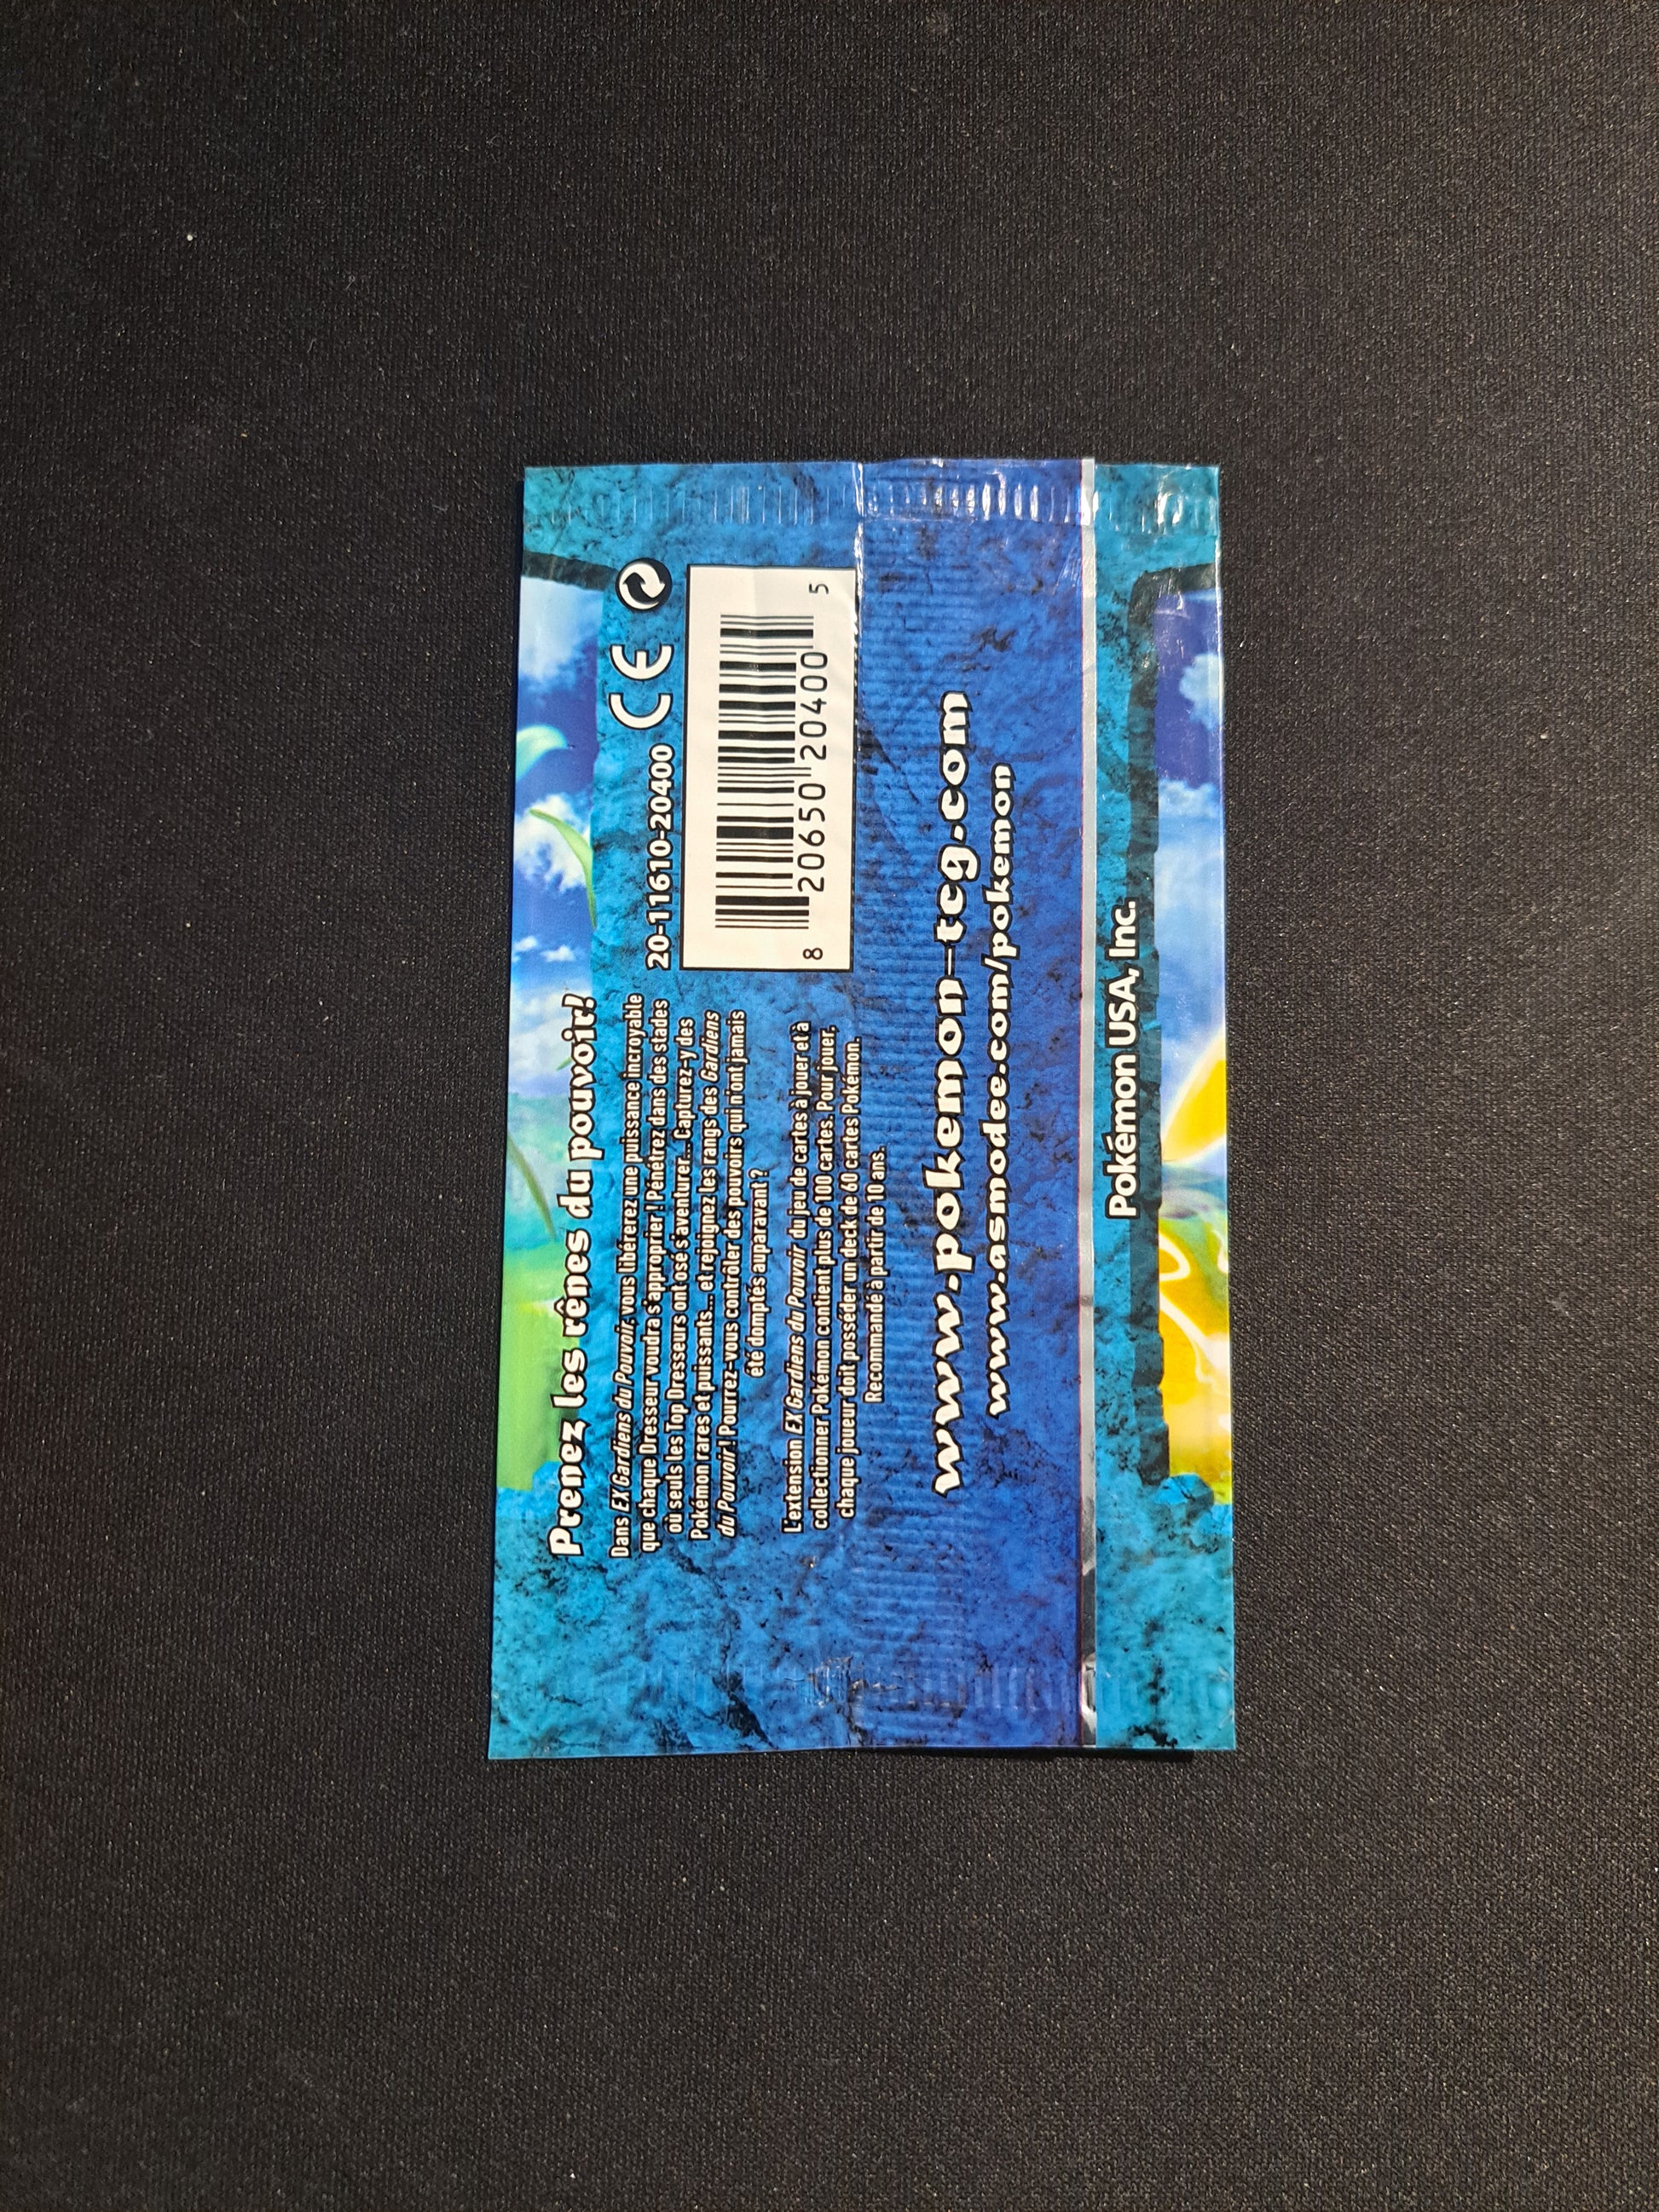 Prenez les rênes du pouvoir!
Dans EX Gardiens du Pouvoir, vous libérerez une puissance incroyable
que chaque Dresseur voudra s'approprier ! Pénétrez dans des stades
où seuls les Top Dresseurs ont osé s'aventurer... Capturez-y des
Pokémon rares et puissants... et rejoignez les rangs des Gardiens
du Pouvoir ! Pourrez-vous contrôler des pouvoirs qui n'ont jamais
été domptés auparavant ?
L'extension EX Gardiens du Pouvoir du jeu de cartes à jouer et à
collectionner Pokémon contient plus de 100 cartes. Pour jouer,
chaque joueur doit posséder un deck de 60 cartes Pokémon.
Recommandé à partir de 10 ans.
20-11610-20400 CE
8 20650 20400 5
www.pokemon-tcg.com
www.asmodee.com/pokemon
Pokémon USA, Inc.